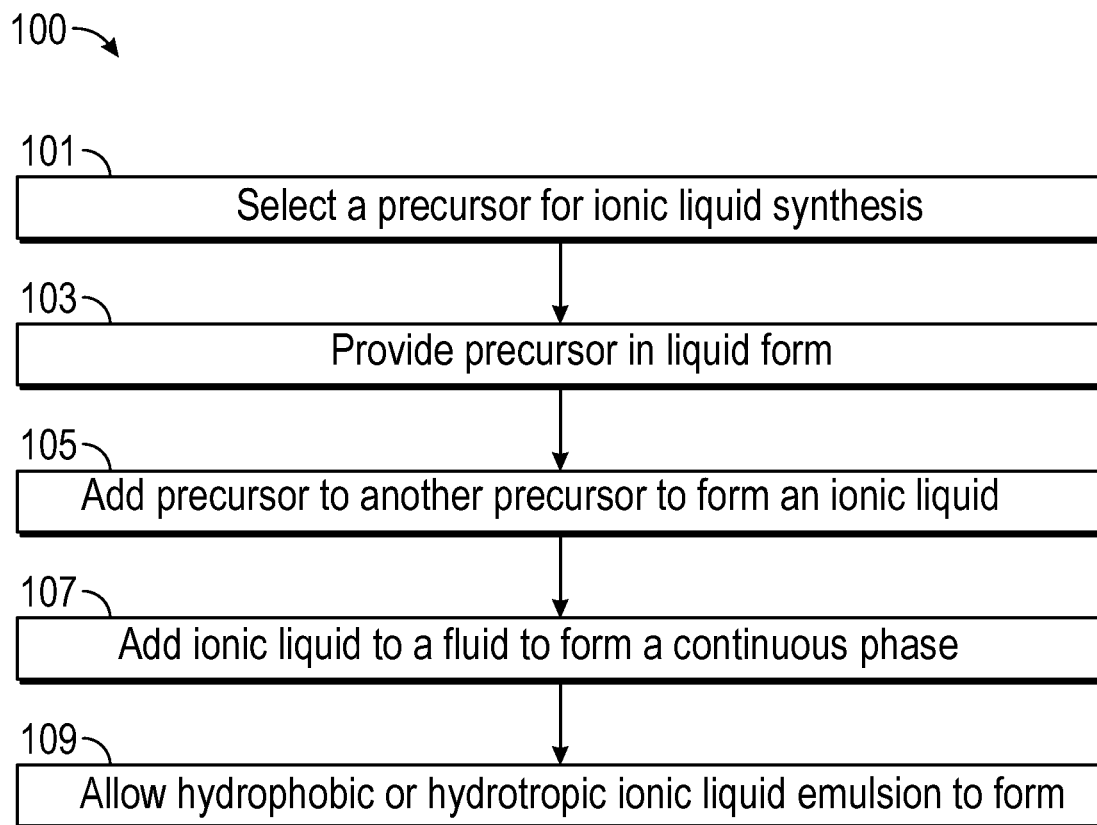 100
101
Select a precursor for ionic liquid synthesis
103
Provide precursor in liquid form
105
Add precursor to another precursor to form an ionic liquid
107
Add ionic liquid to a fluid to form a continuous phase
109
Allow hydrophobic or hydrotropic ionic liquid emulsion to form